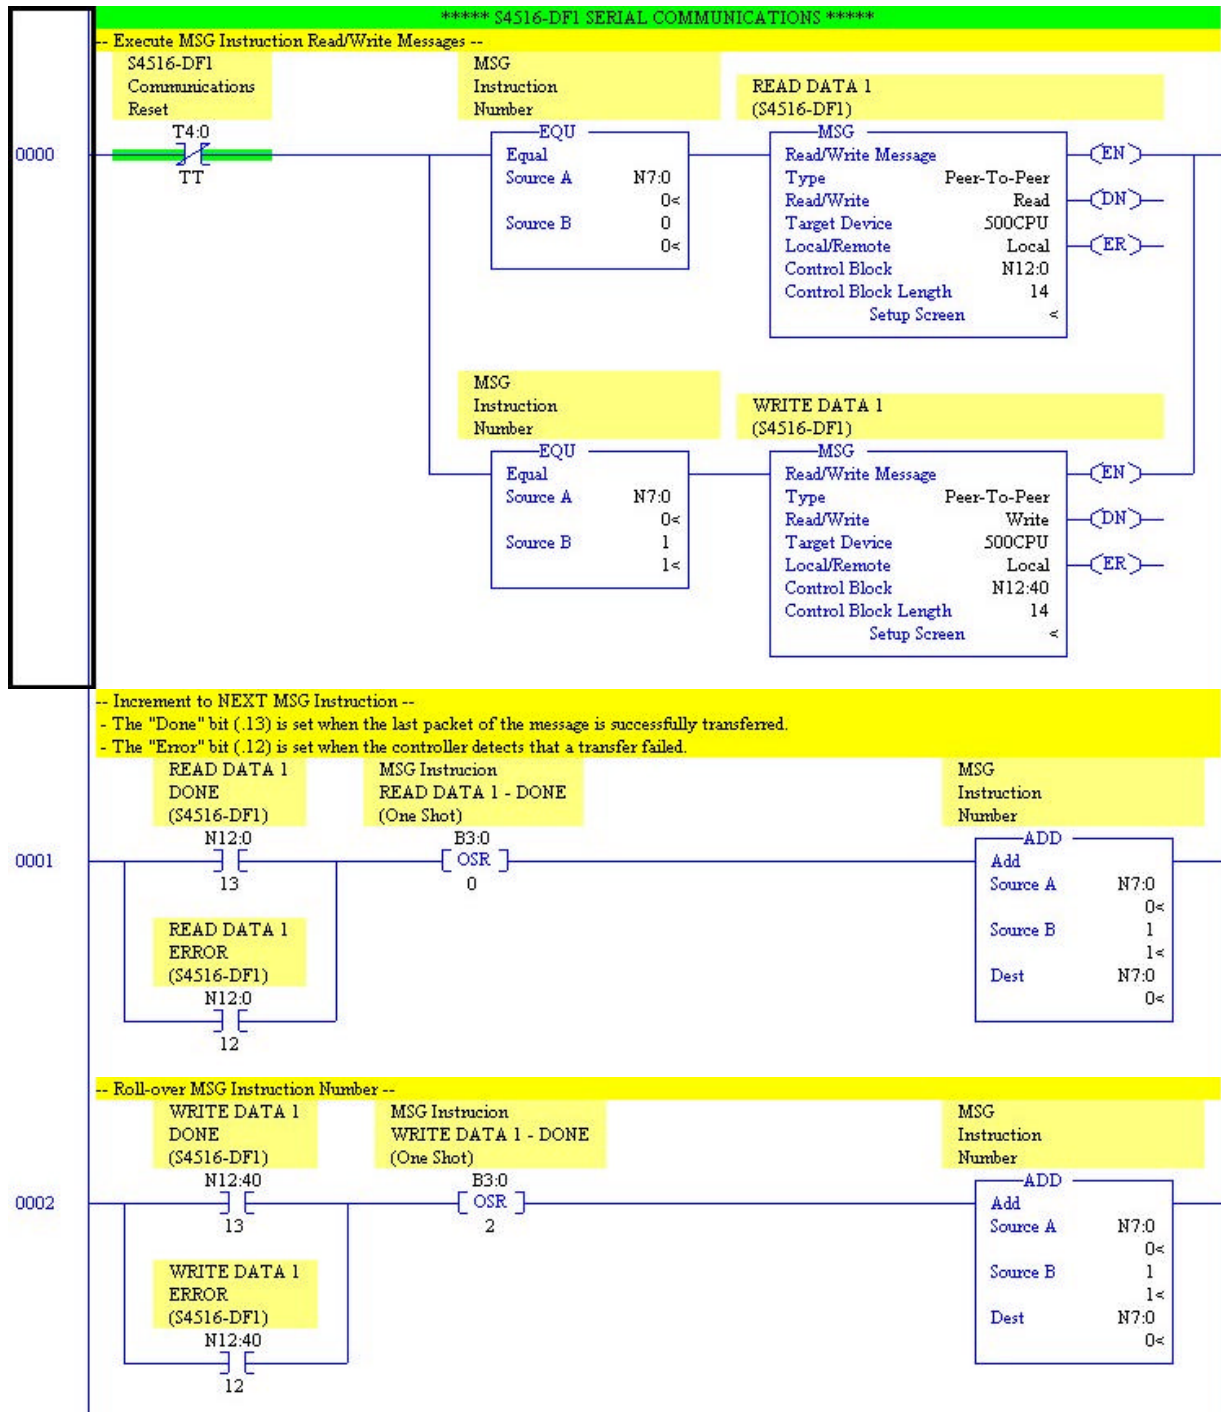 ***** S4516-DF1 SERIAL COMMUNICATIONS *****
-- Execute MSG Instruction Read/Write Messages --
S4516-DF1
Communications
Reset
T4:0
TT
0000
MSG
Instruction
Number
EQU
Equal
Source A N7:0
0<
Source B 0
0<
READ DATA 1
(S4516-DF1)
MSG
Read/Write Message
Type Peer-To-Peer
Read/Write Read
Target Device 500CPU
Local/Remote Local
Control Block N12:0
Control Block Length 14
Setup Screen <
EN
DN
ER
MSG
Instruction
Number
EQU
Equal
Source A N7:0
0<
Source B 1
1<
WRITE DATA 1
(S4516-DF1)
MSG
Read/Write Message
Type Peer-To-Peer
Read/Write Write
Target Device 500CPU
Local/Remote Local
Control Block N12:40
Control Block Length 14
Setup Screen <
EN
DN
ER
-- Increment to NEXT MSG Instruction --
- The "Done" bit (.13) is set when the last packet of the message is successfully transferred.
- The "Error" bit (.12) is set when the controller detects that a transfer failed.
READ DATA 1
DONE
(S4516-DF1)
N12:0
13
0001
READ DATA 1
ERROR
(S4516-DF1)
N12:0
12
MSG Instrucion
READ DATA 1 - DONE
(One Shot)
B3:0
OSR
0
MSG
Instruction
Number
ADD
Add
Source A N7:0
0<
Source B 1
1<
Dest N7:0
0<
-- Roll-over MSG Instruction Number --
WRITE DATA 1
DONE
(S4516-DF1)
N12:40
13
0002
WRITE DATA 1
ERROR
(S4516-DF1)
N12:40
12
MSG Instrucion
WRITE DATA 1 - DONE
(One Shot)
B3:0
OSR
2
MSG
Instruction
Number
ADD
Add
Source A N7:0
0<
Source B 1
1<
Dest N7:0
0<